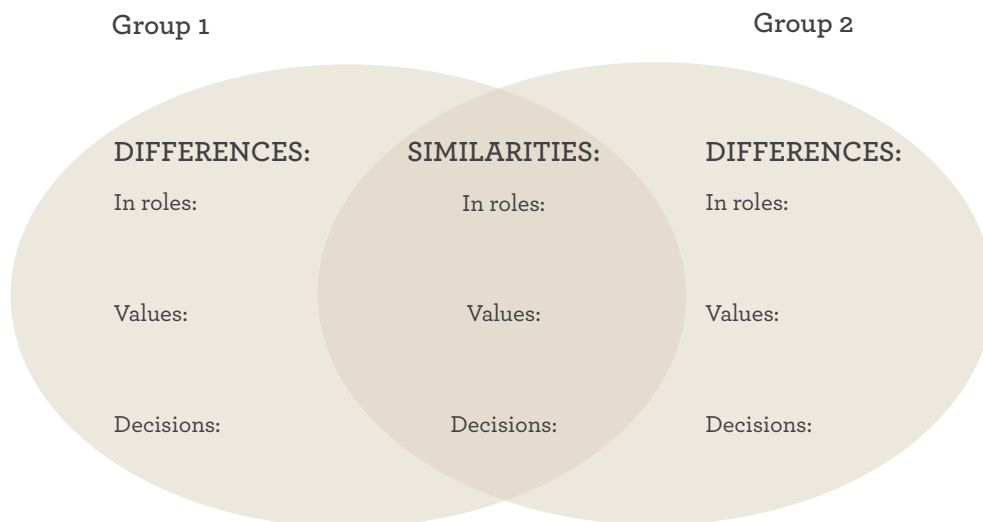 Group 1
Group 2
DIFFERENCES:
In roles:
Values:
Decisions:
SIMILARITIES:
In roles:
Values:
Decisions:
DIFFERENCES:
In roles:
Values:
Decisions: